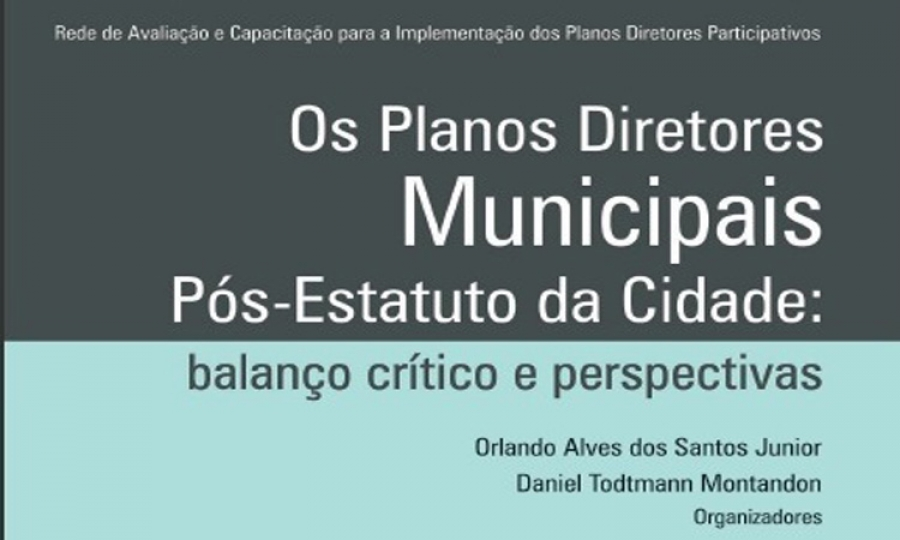 Rede de Avaliação e Capacitação para a Implementação dos Planos Diretores Participativos
Os Planos Diretores
Municipais
Pós-Estatuto da Cidade:
balanço crítico e perspectivas
Orlando Alves dos Santos Junior
Daniel Todtmann Montandon
Organizadores